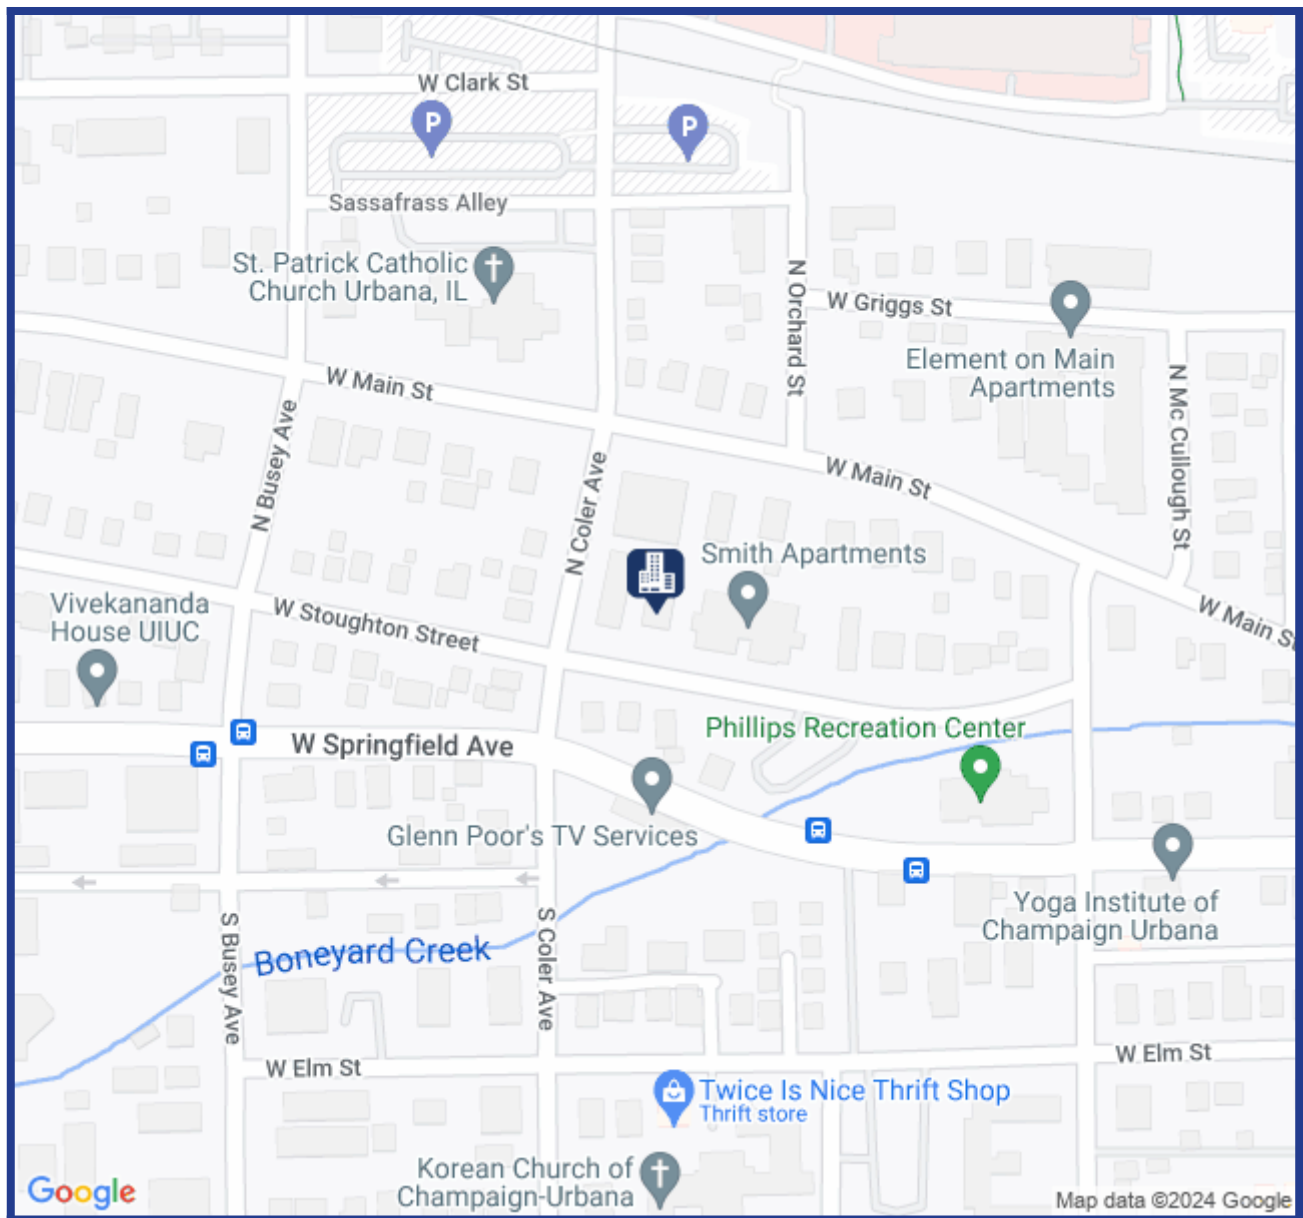 W Clark St
P
P
Sassafrass Alley
St. Patrick Catholic
Church Urbana, IL
N Orchard St
W Griggs St
Element on Main
Apartments
W Main St
N Mc Cullough St
N Busey Ave
N Coler Ave
W Main St
Smith Apartments
Vivekananda
House UIUC
W Stoughton Street
W Main St
Phillips Recreation Center
W Springfield Ave
Glenn Poor's TV Services
Yoga Institute of
Champaign Urbana
S Busey Ave
Boneyard Creek
S Coler Ave
W Elm St
W Elm St
Twice Is Nice Thrift Shop
Thrift store
Korean Church of
Champaign-Urbana
Google
Map data ©2024 Google